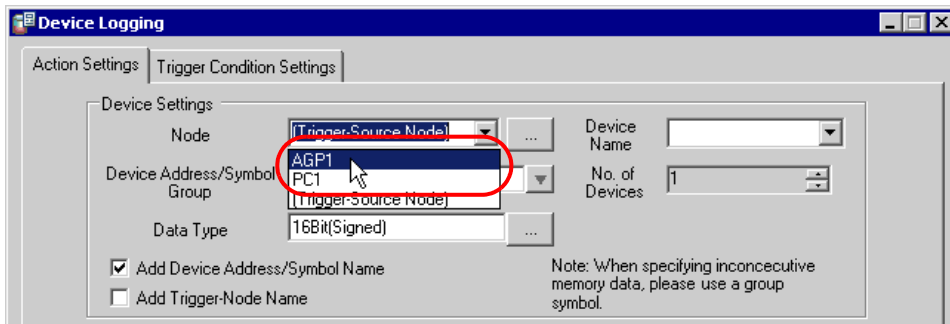 Device Logging
Action Settings
Trigger Condition Settings
Device Settings
Node
(Trigger-Source Node)
...
Device Name
AGP1
PC1
(Trigger-Source Node)
Device Address/Symbol
Group
No. of
Devices
1
Data Type
16Bit(Signed)
...
Add Device Address/Symbol Name
Add Trigger-Node Name
Note: When specifying inconcecutive
memory data, please use a group
symbol.